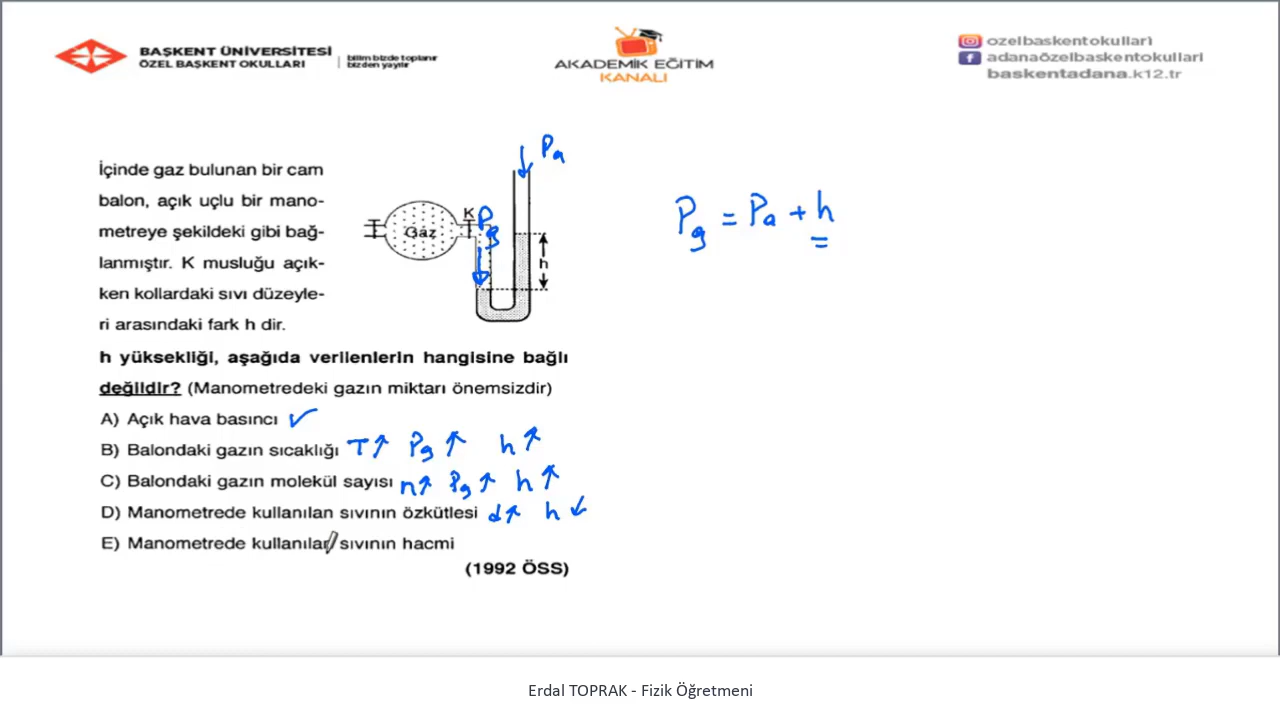 BAŞKENT ÜNİVERSİTESİ
ÖZEL BAŞKENT OKULLARI
bilim bizde toplanır
bizden yayılır
AKADEMİK EĞİTİM
KANALI
ozelbaskentokullari
adanaözelbaskentokullari
baskentadana.k12.tr
İçinde gaz bulunan bir cam
balon, açık uçlu bir mano-
metreye şekildeki gibi bağ-
lanmıştır. K musluğu açık-
ken kollardaki sıvı düzeyle-
ri arasındaki fark h dir.
Gaz
K
Pg
Pa
h
Pg = Pa + h
h yüksekliği, aşağıda verilenlerin hangisine bağlı
değildir? (Manometredeki gazın miktarı önemsizdir)
A) Açık hava basıncı ✓
B) Balondaki gazın sıcaklığı T↑ Pg ↑ h↑
C) Balondaki gazın molekül sayısı n↑ Pg ↑ h↑
D) Manometrede kullanılan sıvının özkütlesi d↑ h ↓
E) Manometrede kullanılan sıvının hacmi
(1992 ÖSS)
Erdal TOPRAK - Fizik Öğretmeni